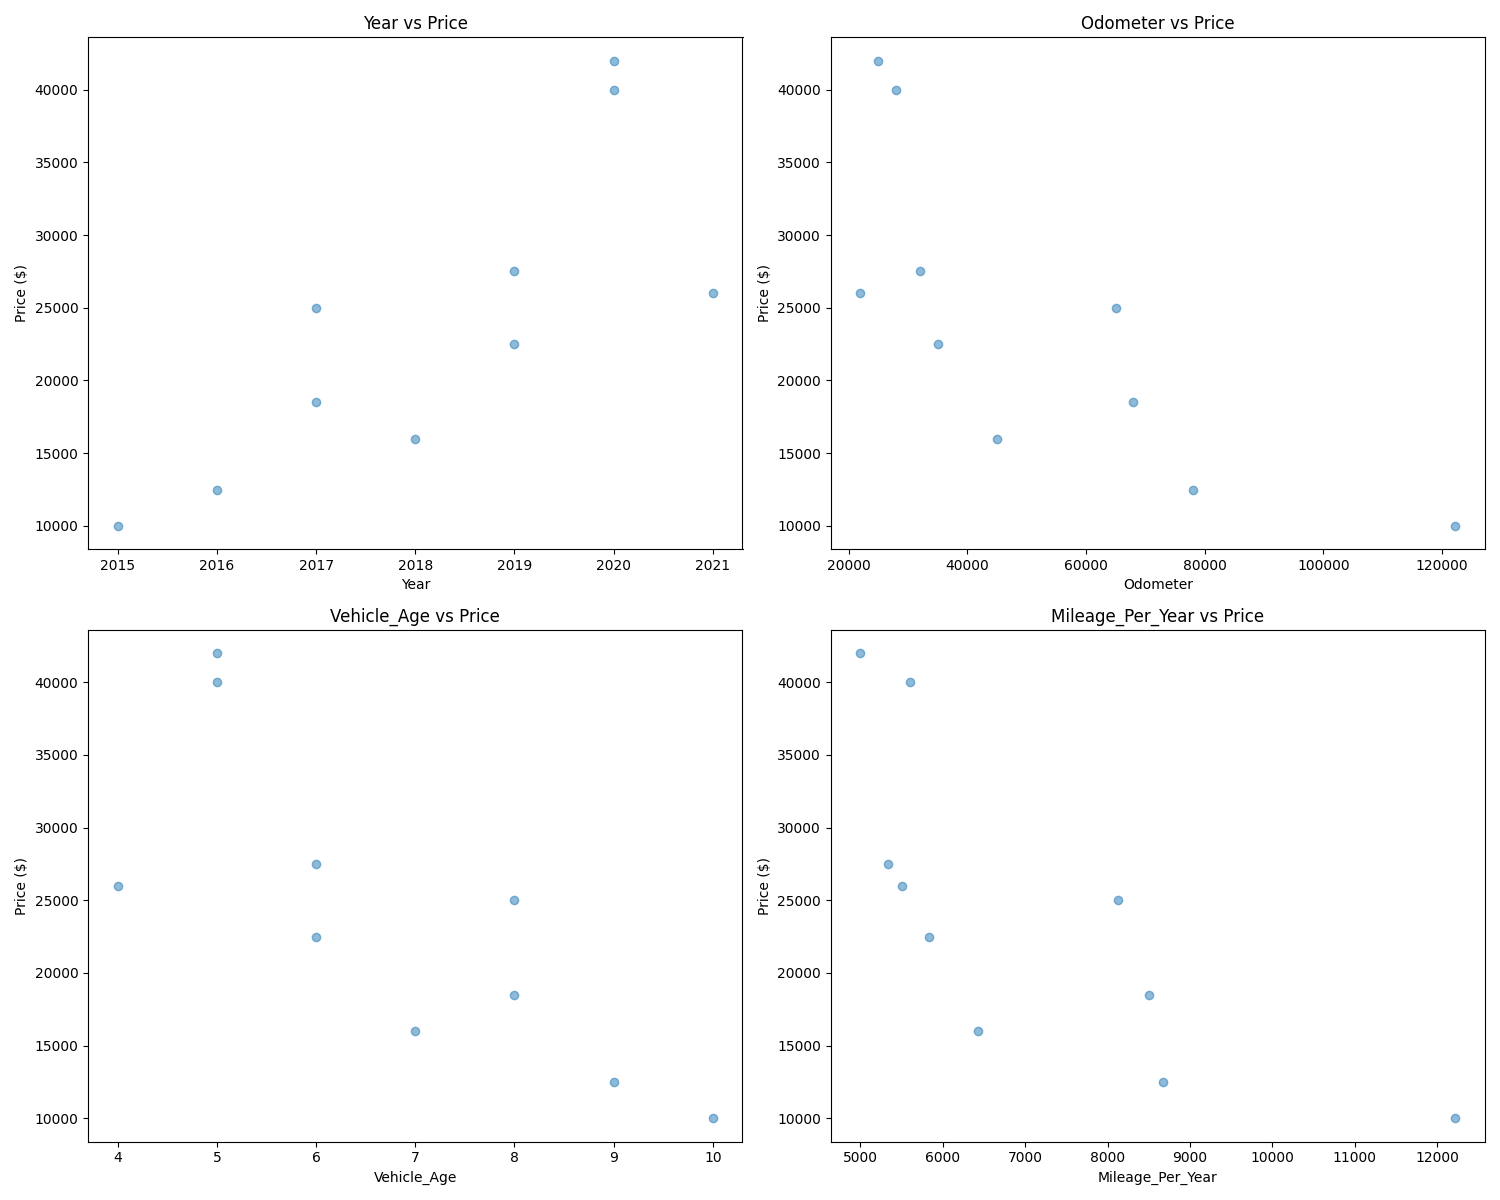 Year vs Price
Price ($)
40000
35000
30000
25000
20000
15000
10000
2015 2016 2017 2018 2019 2020 2021
Year
Odometer vs Price
Price ($)
40000
35000
30000
25000
20000
15000
10000
20000 40000 60000 80000 100000 120000
Odometer
Vehicle_Age vs Price
Price ($)
40000
35000
30000
25000
20000
15000
10000
4 5 6 7 8 9 10
Vehicle_Age
Mileage_Per_Year vs Price
Price ($)
40000
35000
30000
25000
20000
15000
10000
5000 6000 7000 8000 9000 10000 11000 12000
Mileage_Per_Year